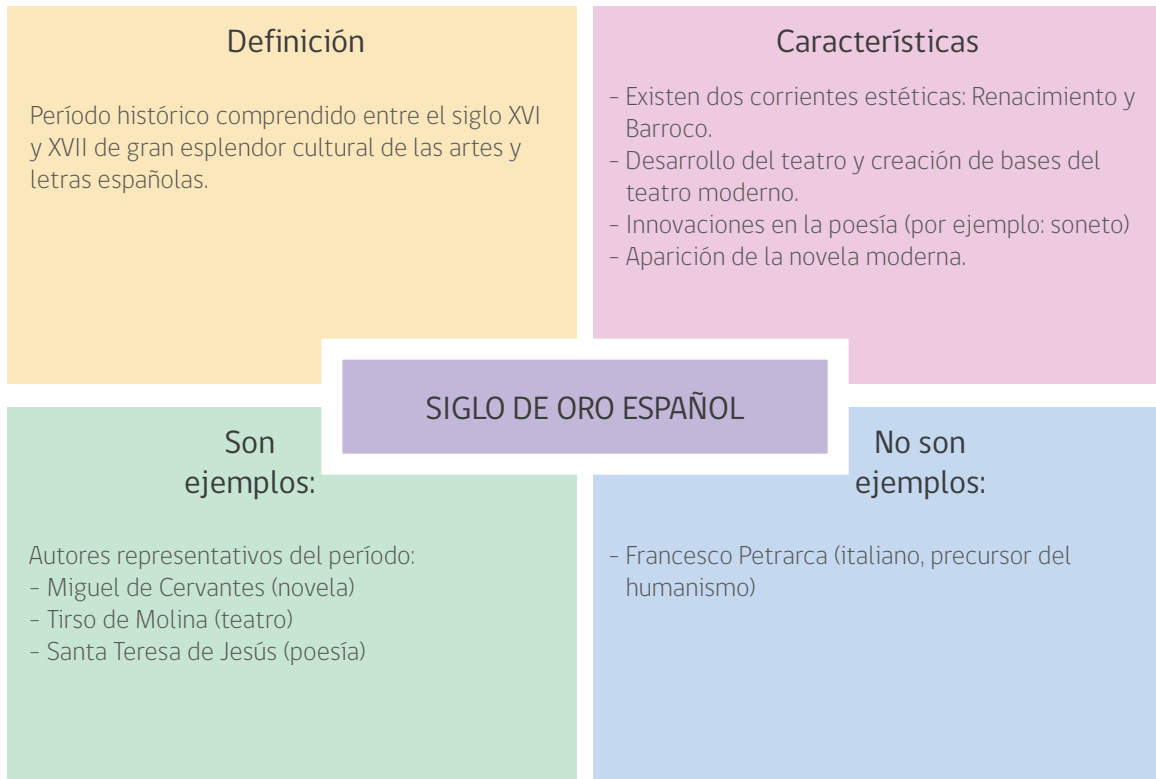 Definición
Período histórico comprendido entre el siglo XVI
y XVII de gran esplendor cultural de las artes y
letras españolas.
Características
- Existen dos corrientes estéticas: Renacimiento y
Barroco.
- Desarrollo del teatro y creación de bases del
teatro moderno.
- Innovaciones en la poesía (por ejemplo: soneto)
- Aparición de la novela moderna.
SIGLO DE ORO ESPAÑOL
Son
ejemplos:
Autores representativos del período:
- Miguel de Cervantes (novela)
- Tirso de Molina (teatro)
- Santa Teresa de Jesús (poesía)
No son
ejemplos:
- Francesco Petrarca (italiano, precursor del
humanismo)